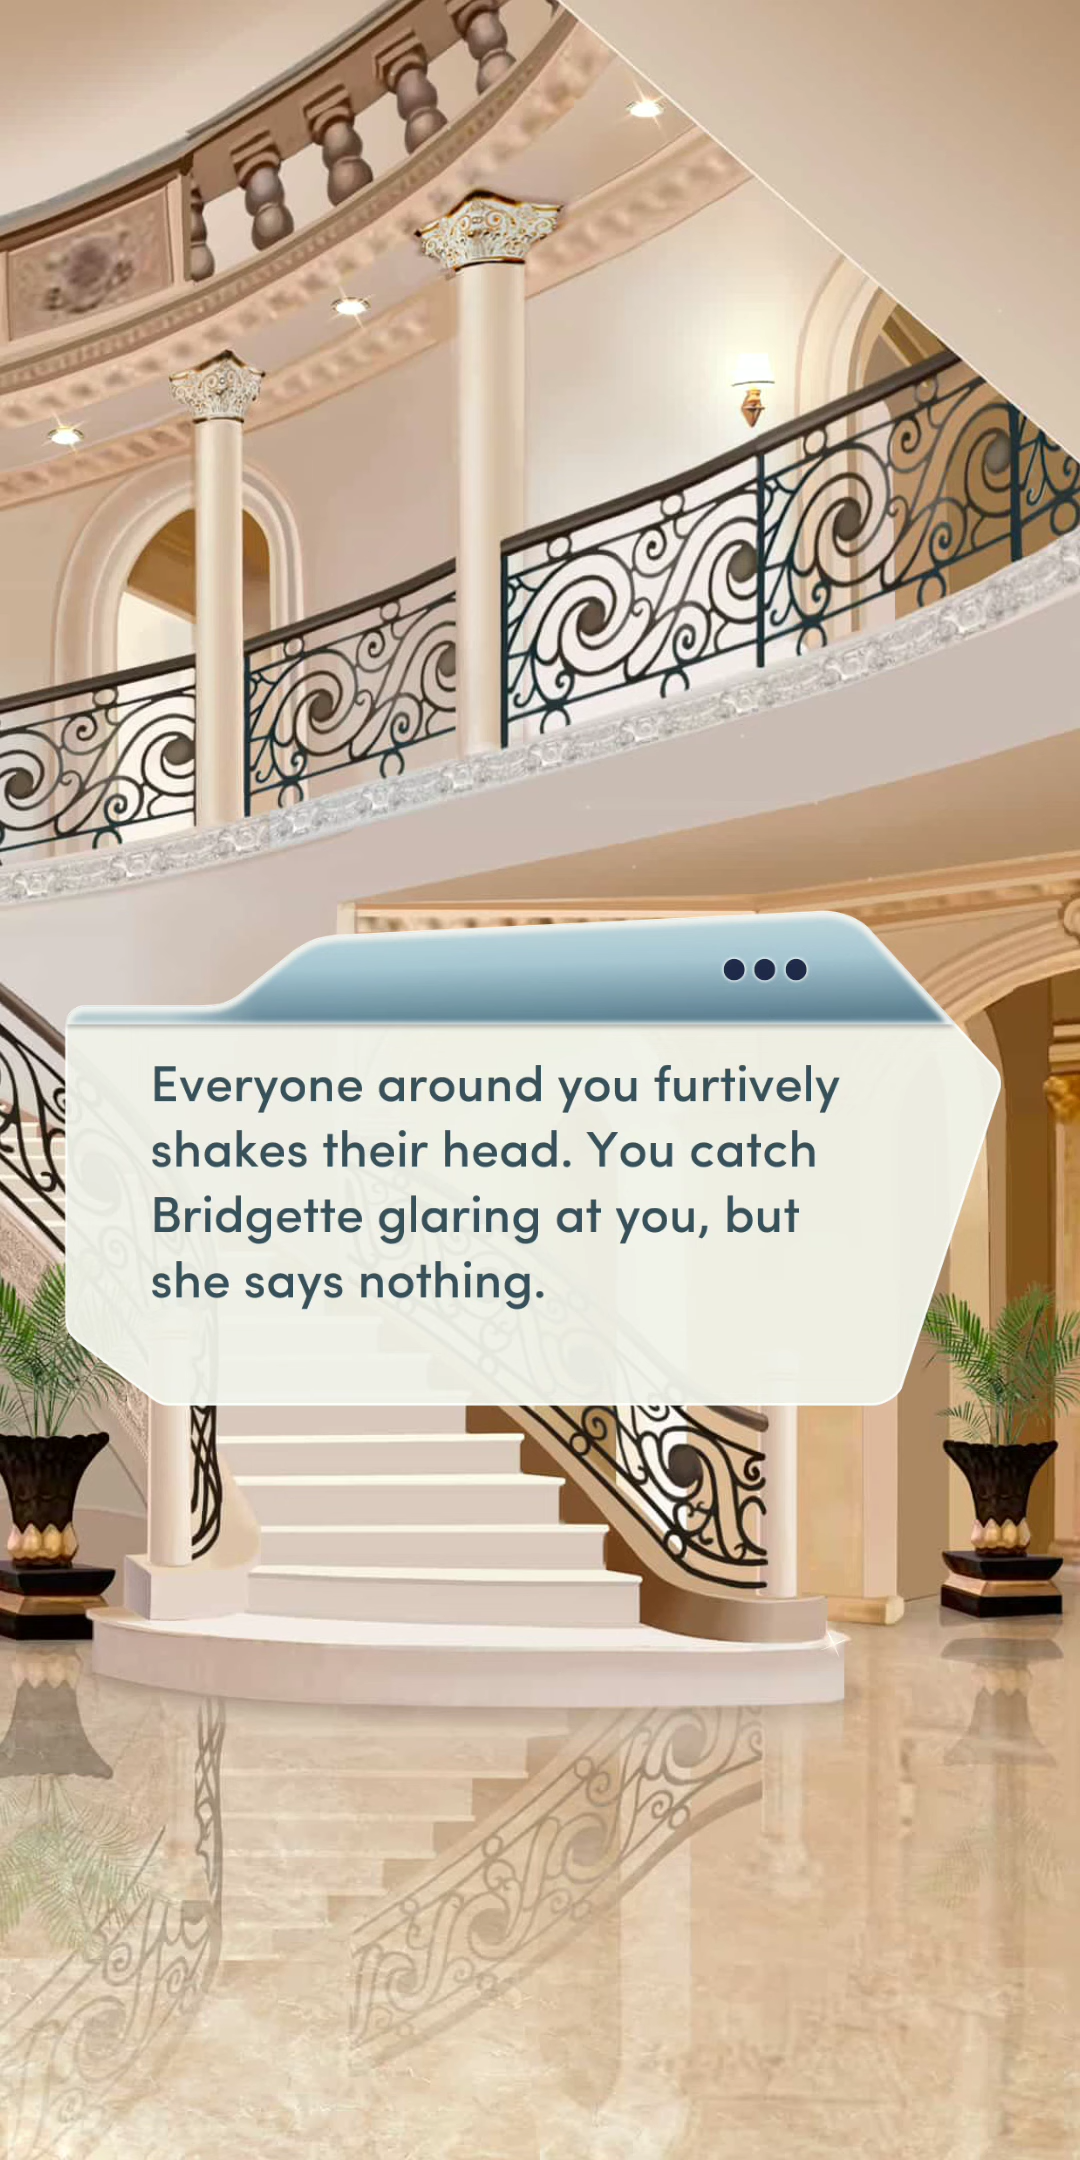 Everyone around you furtively
shakes their head. You catch
Bridgette glaring at you, but
she says nothing.